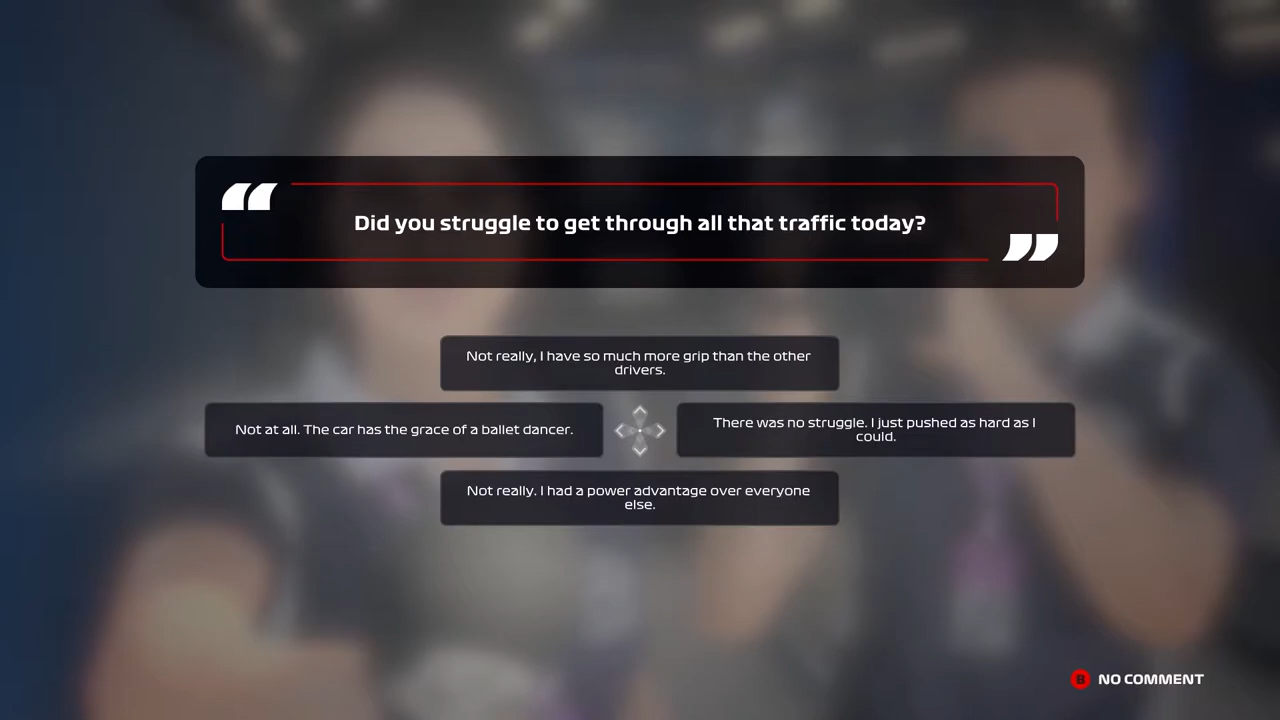 Did you struggle to get through all that traffic today?
Not really, I have so much more grip than the other
drivers.
Not at all. The car has the grace of a ballet dancer.
There was no struggle. I just pushed as hard as I
could.
Not really. I had a power advantage over everyone
else.
B NO COMMENT